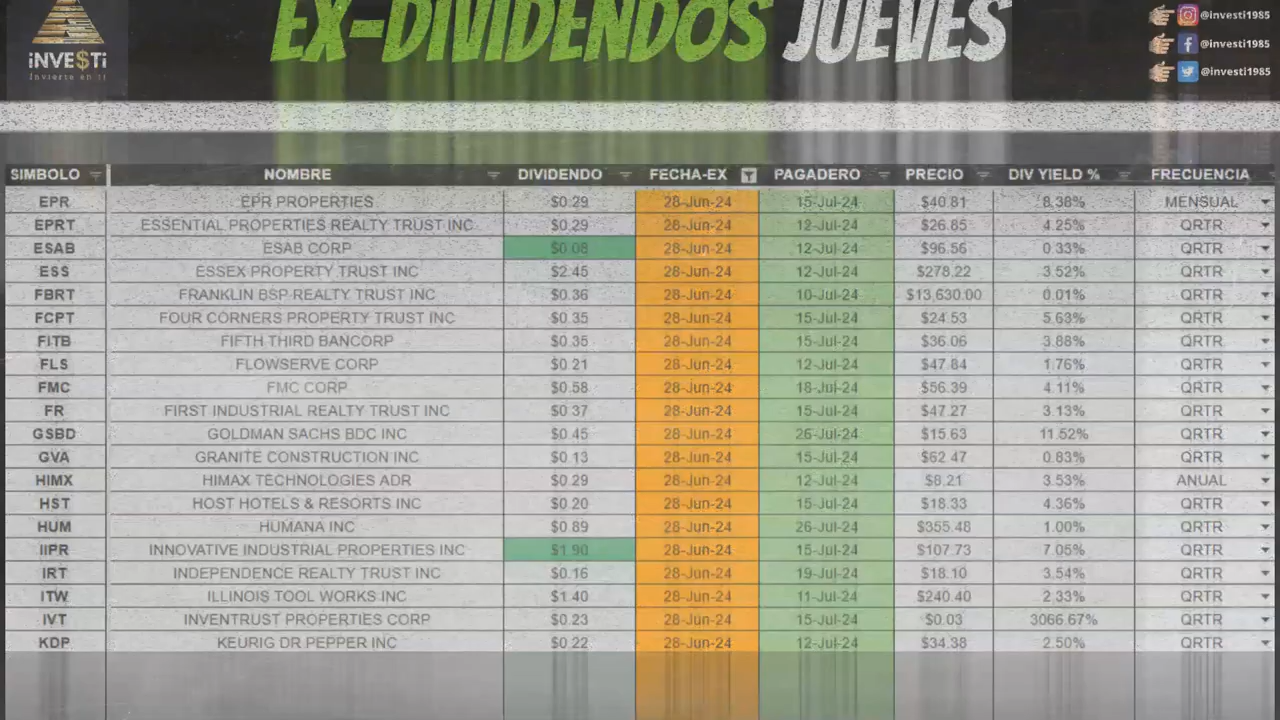 EX-DIVIDENDOS JUEVES
iNVE$Ti
Invierte en ti
@investi1985
@investi1985
@investi1985
SIMBOLO NOMBRE DIVIDENDO FECHA-EX PAGADERO PRECIO DIV YIELD % FRECUENCIA
EPR EPR PROPERTIES $0.29 28-Jun-24 15-Jul-24 $40.81 8.38% MENSUAL
EPRT ESSENTIAL PROPERTIES REALTY TRUST INC $0.29 28-Jun-24 12-Jul-24 $26.85 4.25% QRTR
ESAB ESAB CORP $0.08 28-Jun-24 12-Jul-24 $96.56 0.33% QRTR
ESS ESSEX PROPERTY TRUST INC $2.45 28-Jun-24 12-Jul-24 $278.22 3.52% QRTR
FBRT FRANKLIN BSP REALTY TRUST INC $0.36 28-Jun-24 10-Jul-24 $13,630.00 0.01% QRTR
FCPT FOUR CORNERS PROPERTY TRUST INC $0.35 28-Jun-24 15-Jul-24 $24.53 5.63% QRTR
FITB FIFTH THIRD BANCORP $0.35 28-Jun-24 15-Jul-24 $36.06 3.88% QRTR
FLS FLOWSERVE CORP $0.21 28-Jun-24 12-Jul-24 $47.84 1.76% QRTR
FMC FMC CORP $0.58 28-Jun-24 18-Jul-24 $56.39 4.11% QRTR
FR FIRST INDUSTRIAL REALTY TRUST INC $0.37 28-Jun-24 15-Jul-24 $47.27 3.13% QRTR
GSBD GOLDMAN SACHS BDC INC $0.45 28-Jun-24 26-Jul-24 $15.63 11.52% QRTR
GVA GRANITE CONSTRUCTION INC $0.13 28-Jun-24 15-Jul-24 $62.47 0.83% QRTR
HIMX HIMAX TECHNOLOGIES ADR $0.29 28-Jun-24 12-Jul-24 $8.21 3.53% ANUAL
HST HOST HOTELS & RESORTS INC $0.20 28-Jun-24 15-Jul-24 $18.33 4.36% QRTR
HUM HUMANA INC $0.89 28-Jun-24 26-Jul-24 $355.48 1.00% QRTR
IIPR INNOVATIVE INDUSTRIAL PROPERTIES INC $1.90 28-Jun-24 15-Jul-24 $107.73 7.05% QRTR
IRT INDEPENDENCE REALTY TRUST INC $0.16 28-Jun-24 19-Jul-24 $18.10 3.54% QRTR
ITW ILLINOIS TOOL WORKS INC $1.40 28-Jun-24 11-Jul-24 $240.40 2.33% QRTR
IVT INVENTRUST PROPERTIES CORP $0.23 28-Jun-24 15-Jul-24 $0.03 3066.67% QRTR
KDP KEURIG DR PEPPER INC $0.22 28-Jun-24 12-Jul-24 $34.38 2.50% QRTR